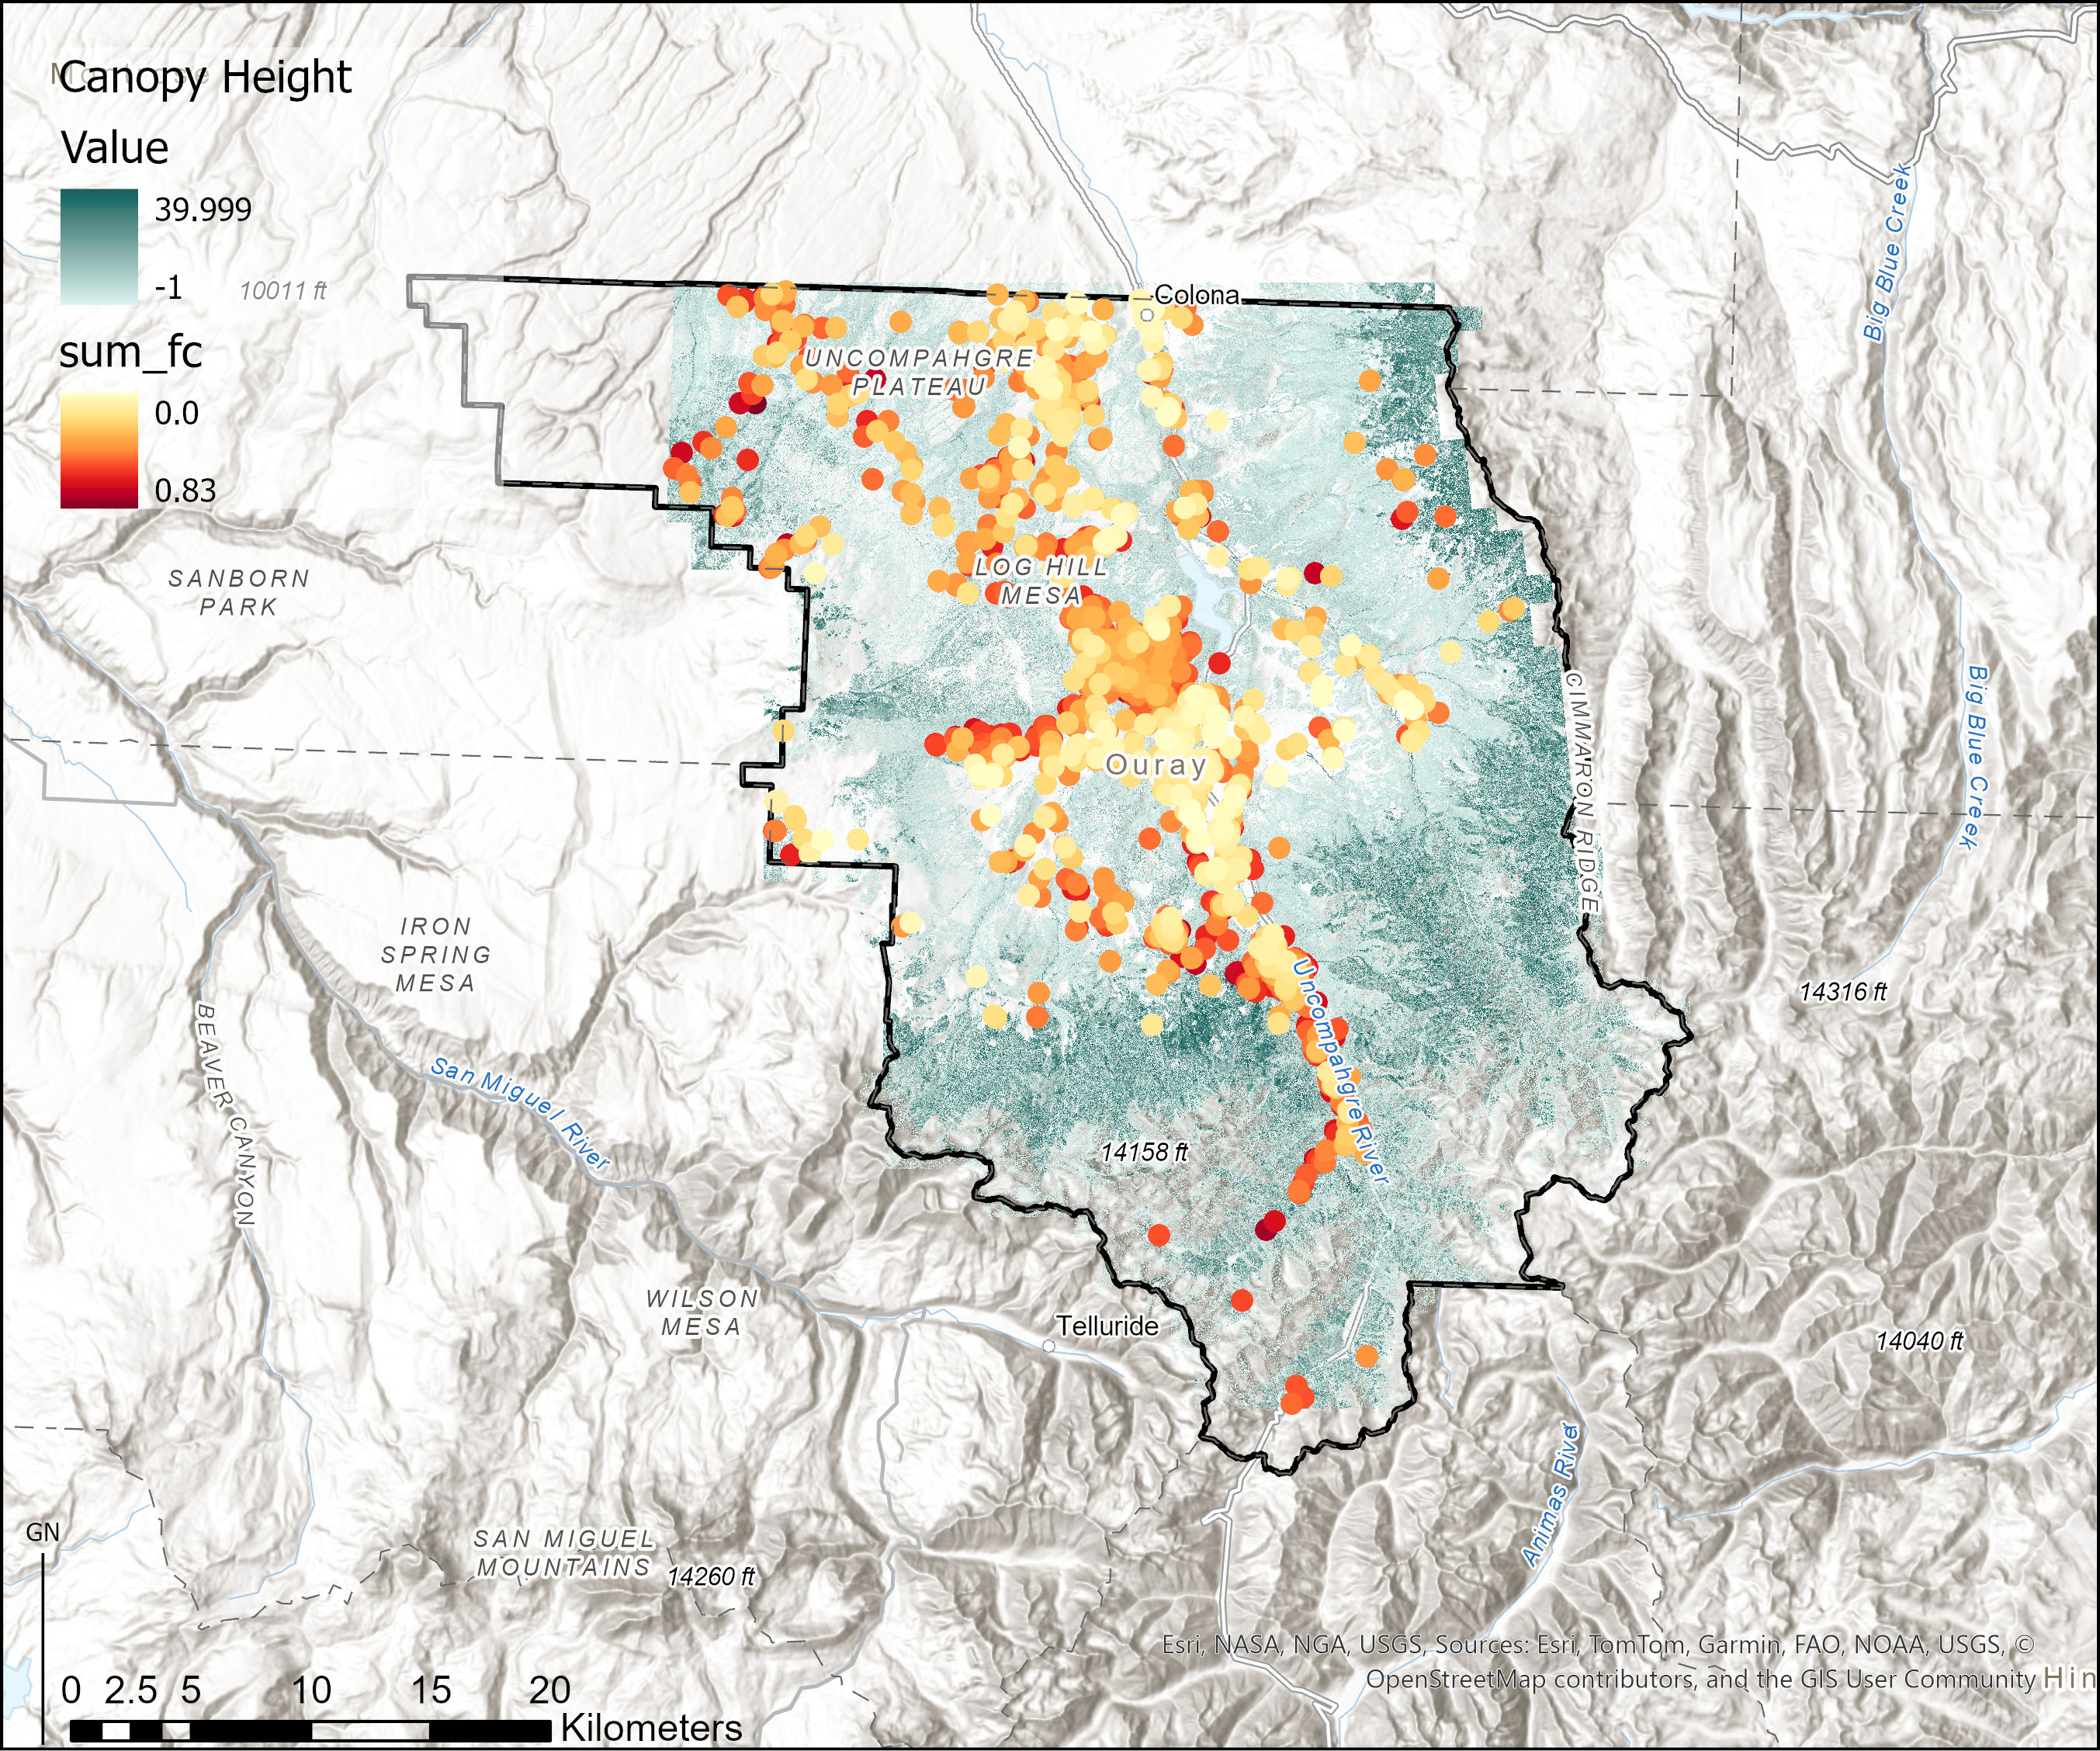 Canopy Height
Value
39.999
-1
sum_fc
0.0
0.83
10011 ft
Colona
UNCOMPAHGRE
PLATEAU
Big Blue Creek
SANBORN
PARK
LOG HILL
MESA
CIMMARON RIDGE
Big Blue Creek
Ouray
IRON
SPRING
MESA
BEAVER CANYON
San Miguel River
Uncompahgre River
14316 ft
14158 ft
WILSON
MESA
Telluride
14040 ft
Animas River
SAN MIGUEL
MOUNTAINS
14260 ft
GN
0 2.5 5 10 15 20
Kilometers
Esri, NASA, NGA, USGS, Sources: Esri, TomTom, Garmin, FAO, NOAA, USGS, ©
OpenStreetMap contributors, and the GIS User Community
Hin